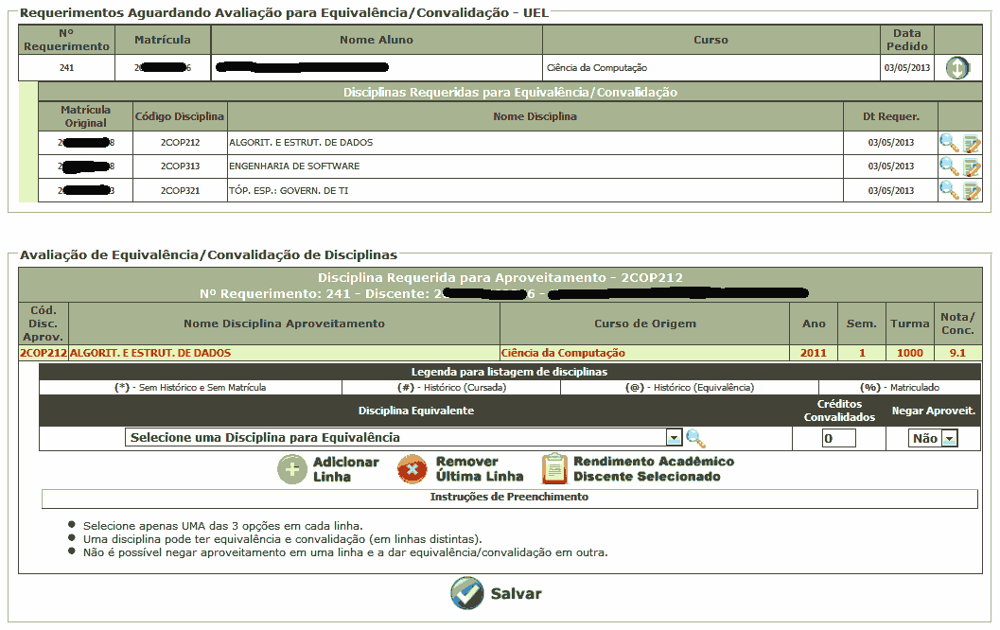 Requerimentos Aguardando Avaliação para Equivalência/Convalidação - UEL
Nº Requerimento Matrícula Nome Aluno Curso Data Pedido
241 2 6 Ciência da Computação 03/05/2013
Disciplinas Requeridas para Equivalência/Convalidação
Matrícula Original Código Disciplina Nome Disciplina Dt Requer.
2 8 2COP212 ALGORIT. E ESTRUT. DE DADOS 03/05/2013
2 8 2COP313 ENGENHARIA DE SOFTWARE 03/05/2013
2 3 2COP321 TÓP. ESP.: GOVERN. DE TI 03/05/2013
Avaliação de Equivalência/Convalidação de Disciplinas
Disciplina Requerida para Aproveitamento - 2COP212
Nº Requerimento: 241 - Discente: 2 6 -
Cód. Disc. Aprov. Nome Disciplina Aproveitamento Curso de Origem Ano Sem. Turma Nota/ Conc.
2COP212 ALGORIT. E ESTRUT. DE DADOS Ciência da Computação 2011 1 1000 9.1
Legenda para listagem de disciplinas
(*) - Sem Histórico e Sem Matrícula (#) - Histórico (Cursada) (@) - Histórico (Equivalência) (%) - Matriculado
Disciplina Equivalente Créditos Convalidados Negar Aproveit.
Selecione uma Disciplina para Equivalência 0 Não
Adicionar Linha Remover Última Linha Rendimento Acadêmico Discente Selecionado
Instruções de Preenchimento
Selecione apenas UMA das 3 opções em cada linha.
Uma disciplina pode ter equivalência e convalidação (em linhas distintas).
Não é possível negar aproveitamento em uma linha e a dar equivalência/convalidação em outra.
Salvar